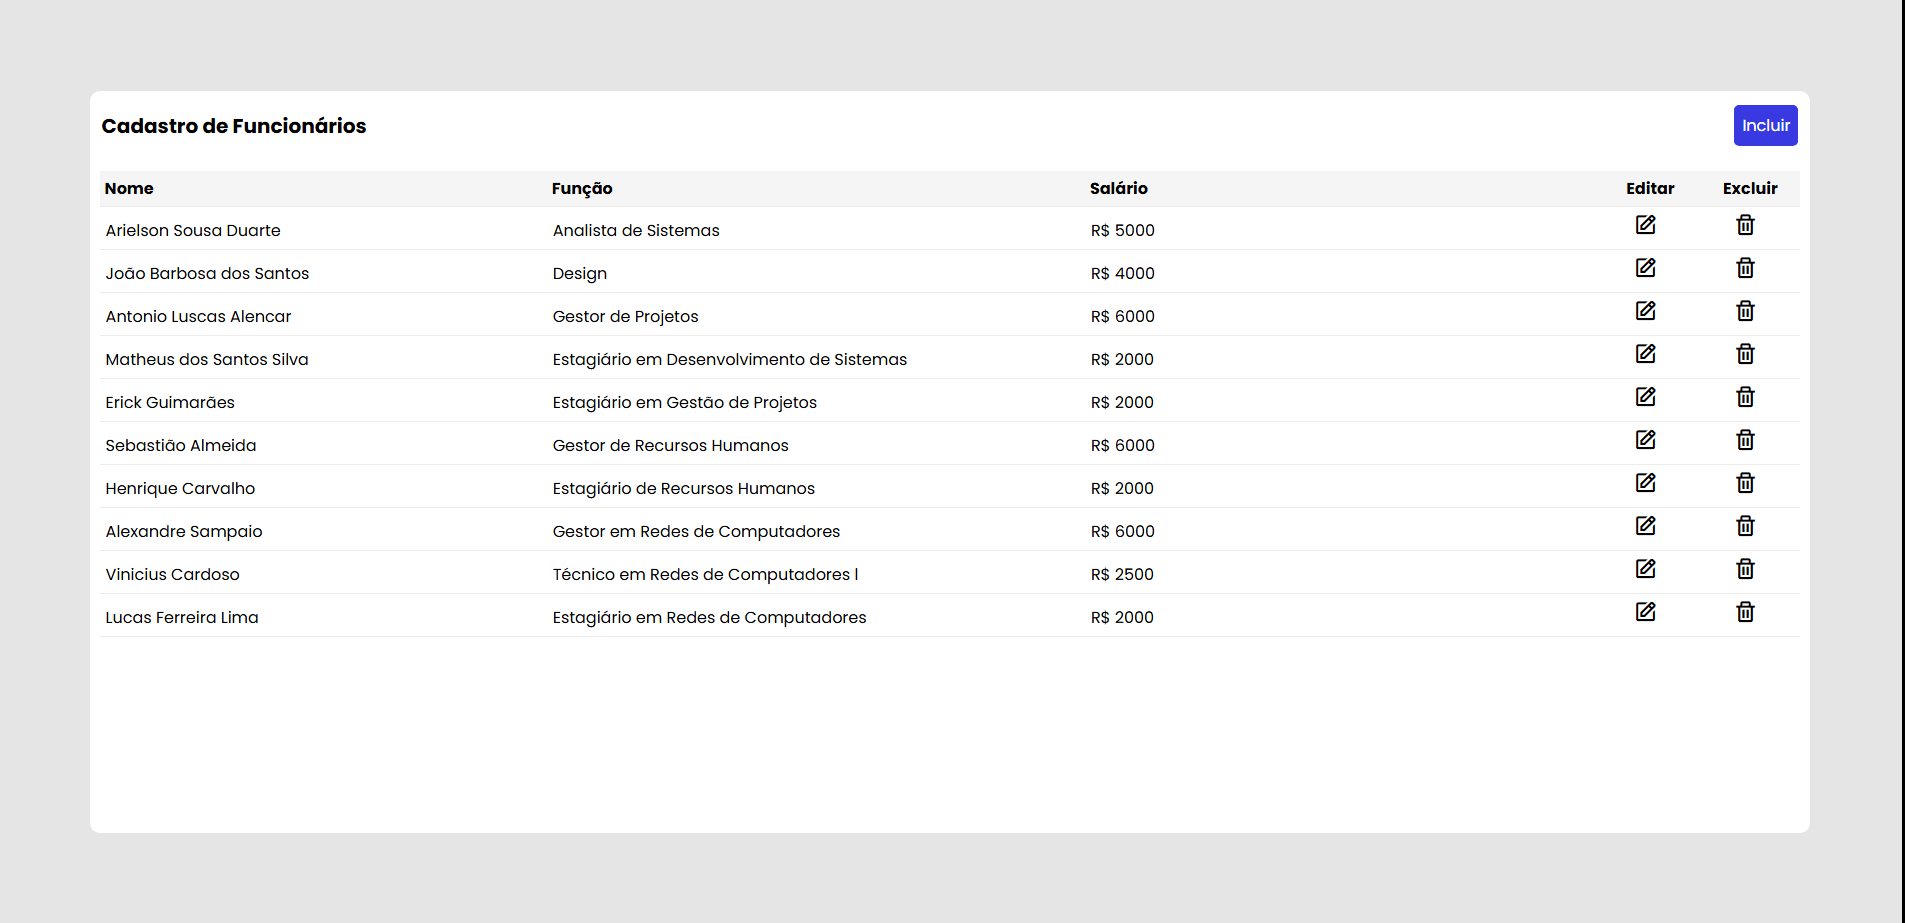 Cadastro de Funcionários Incluir
Nome Função Salário Editar Excluir
Arielson Sousa Duarte Analista de Sistemas R$ 5000
João Barbosa dos Santos Design R$ 4000
Antonio Luscas Alencar Gestor de Projetos R$ 6000
Matheus dos Santos Silva Estagiário em Desenvolvimento de Sistemas R$ 2000
Erick Guimarães Estagiário em Gestão de Projetos R$ 2000
Sebastião Almeida Gestor de Recursos Humanos R$ 6000
Henrique Carvalho Estagiário de Recursos Humanos R$ 2000
Alexandre Sampaio Gestor em Redes de Computadores R$ 6000
Vinicius Cardoso Técnico em Redes de Computadores l R$ 2500
Lucas Ferreira Lima Estagiário em Redes de Computadores R$ 2000